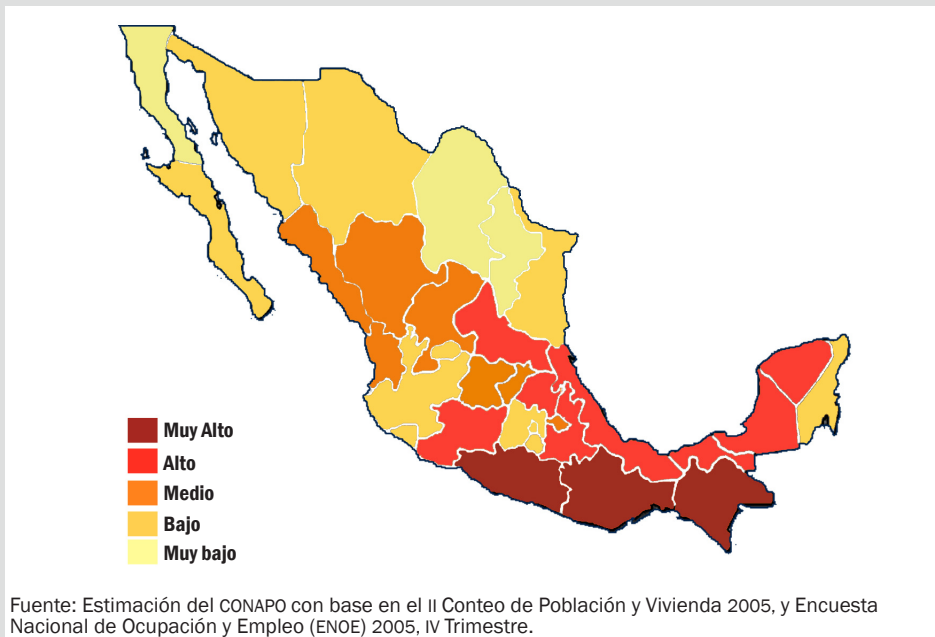 Muy Alto
Alto
Medio
Bajo
Muy bajo
Fuente: Estimación del CONAPO con base en el II Conteo de Población y Vivienda 2005, y Encuesta
Nacional de Ocupación y Empleo (ENOE) 2005, IV Trimestre.